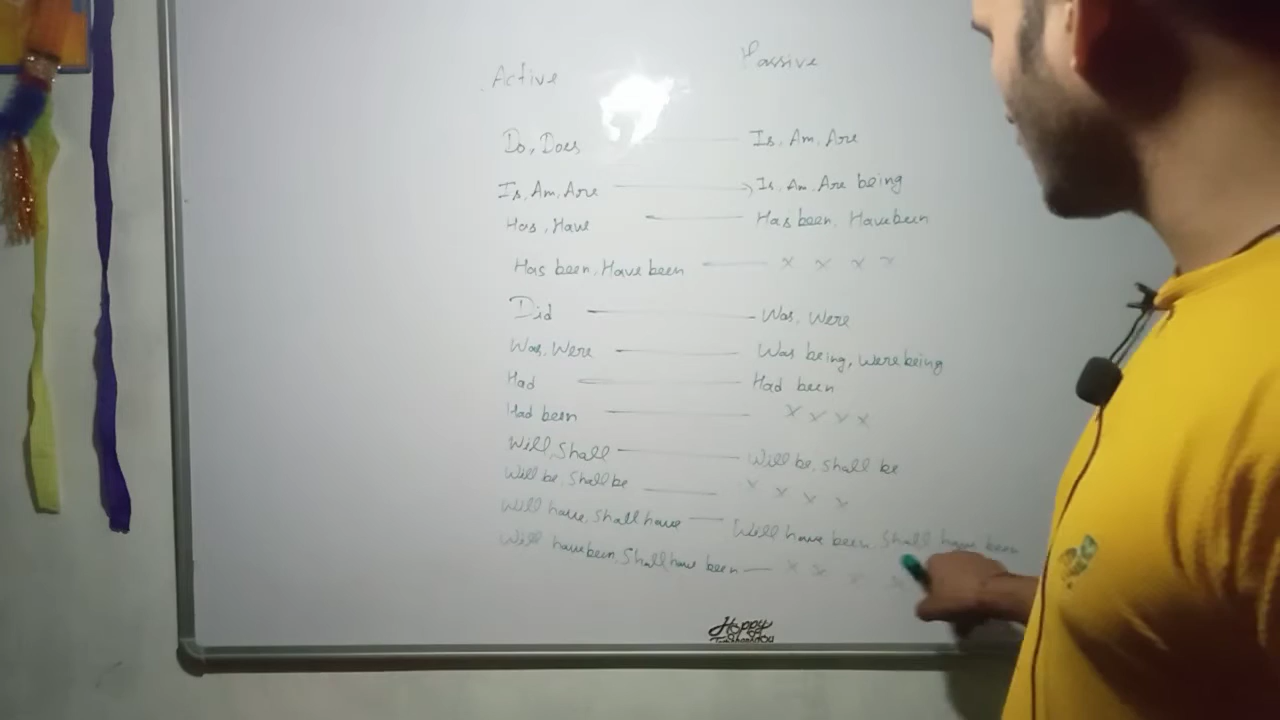 Active Passive
Do, Does Is, Am, Are
Is, Am, Are Is, Am, Are being
Has, Have Has been, Have been
Has been, Have been x x x x
Did Was, Were
Was, Were Was being, Were being
Had Had been
Had been x x x x
Will, Shall Will be, Shall be
Will be, Shall be x x x x
Will have, Shall have Will have been, Shall have been
Will have been, Shall have been x x x x
Happy